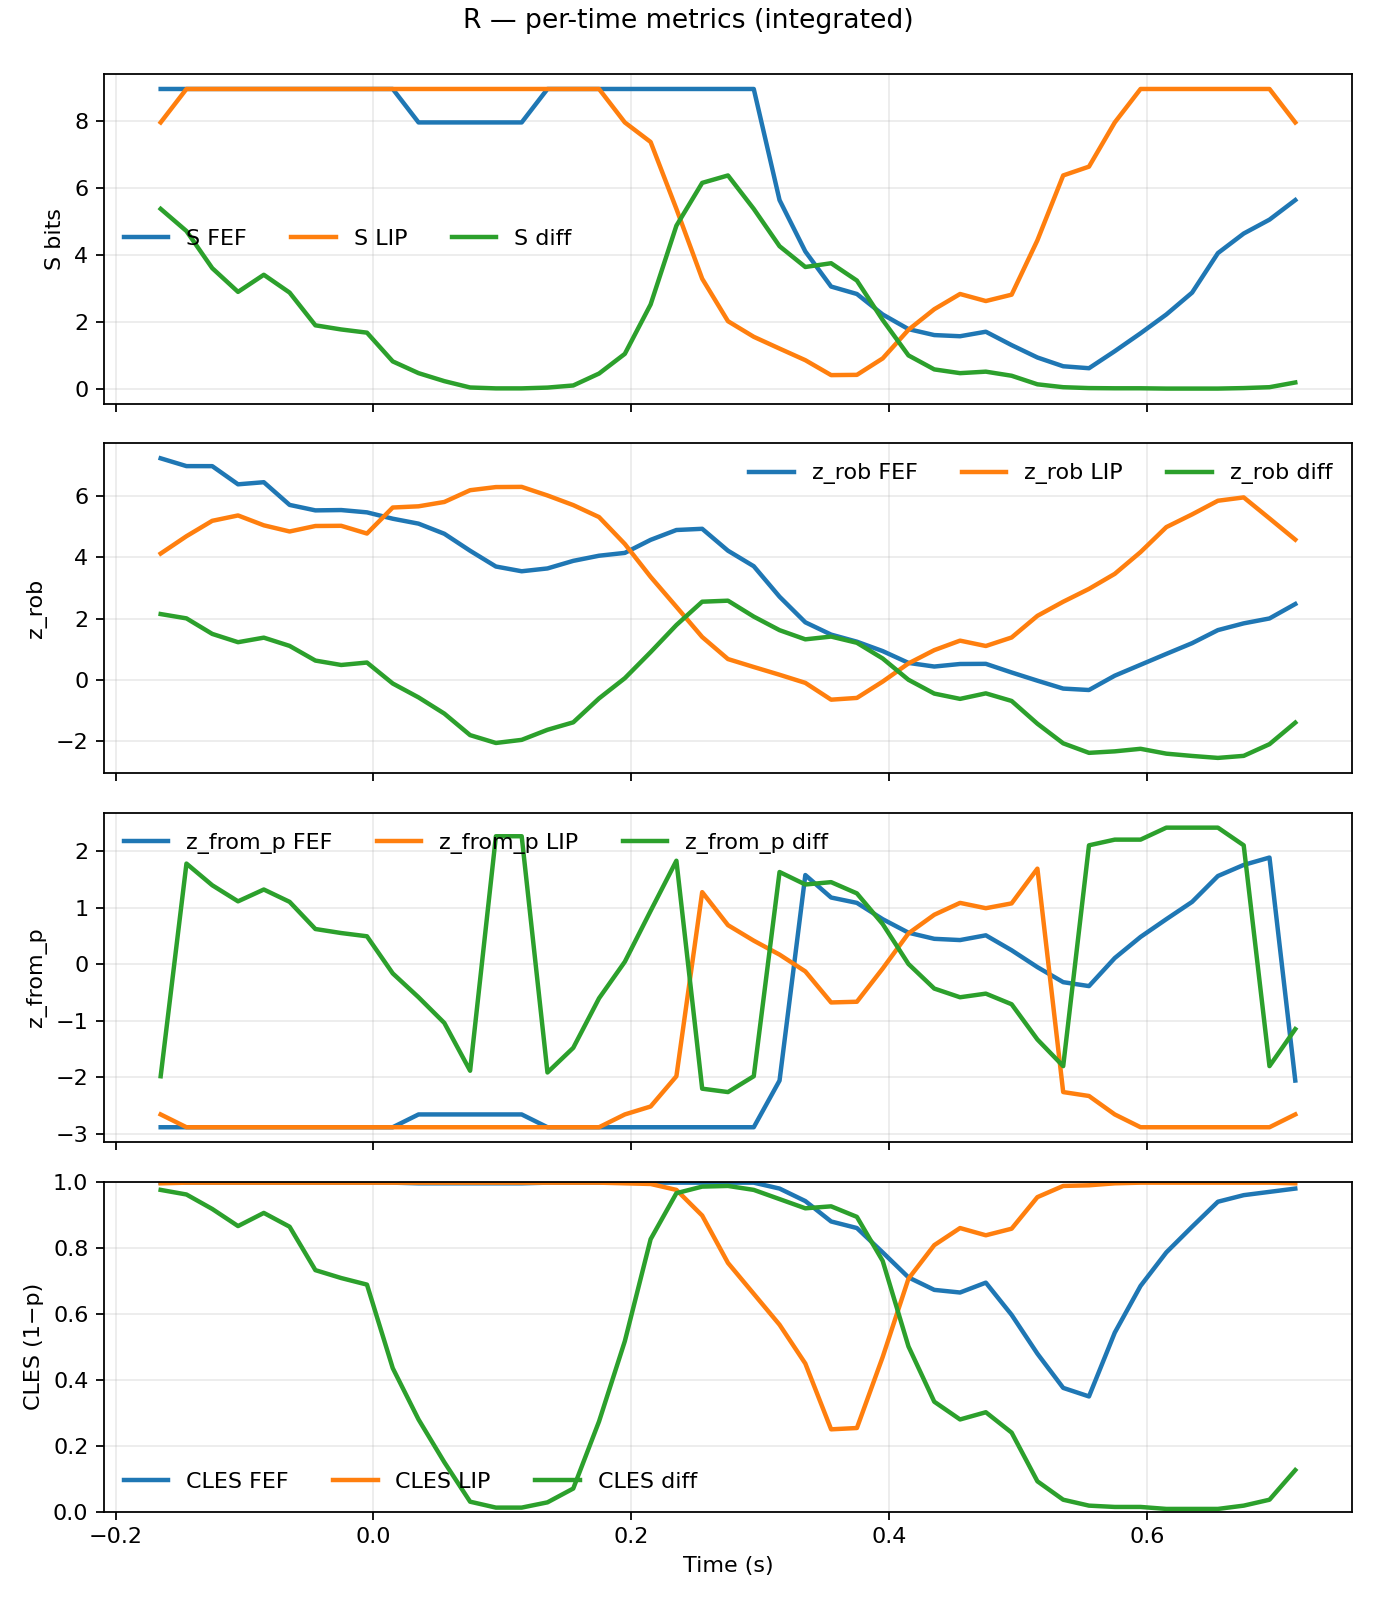 R — per-time metrics (integrated)
8
6
4
2
0
S bits
S FEF S LIP S diff
6
4
2
0
−2
z_rob
z_rob FEF z_rob LIP z_rob diff
2
1
0
−1
−2
−3
z_from_p
z_from_p FEF z_from_p LIP z_from_p diff
1.0
0.8
0.6
0.4
0.2
0.0
CLES (1−p)
CLES FEF CLES LIP CLES diff
−0.2 0.0 0.2 0.4 0.6
Time (s)